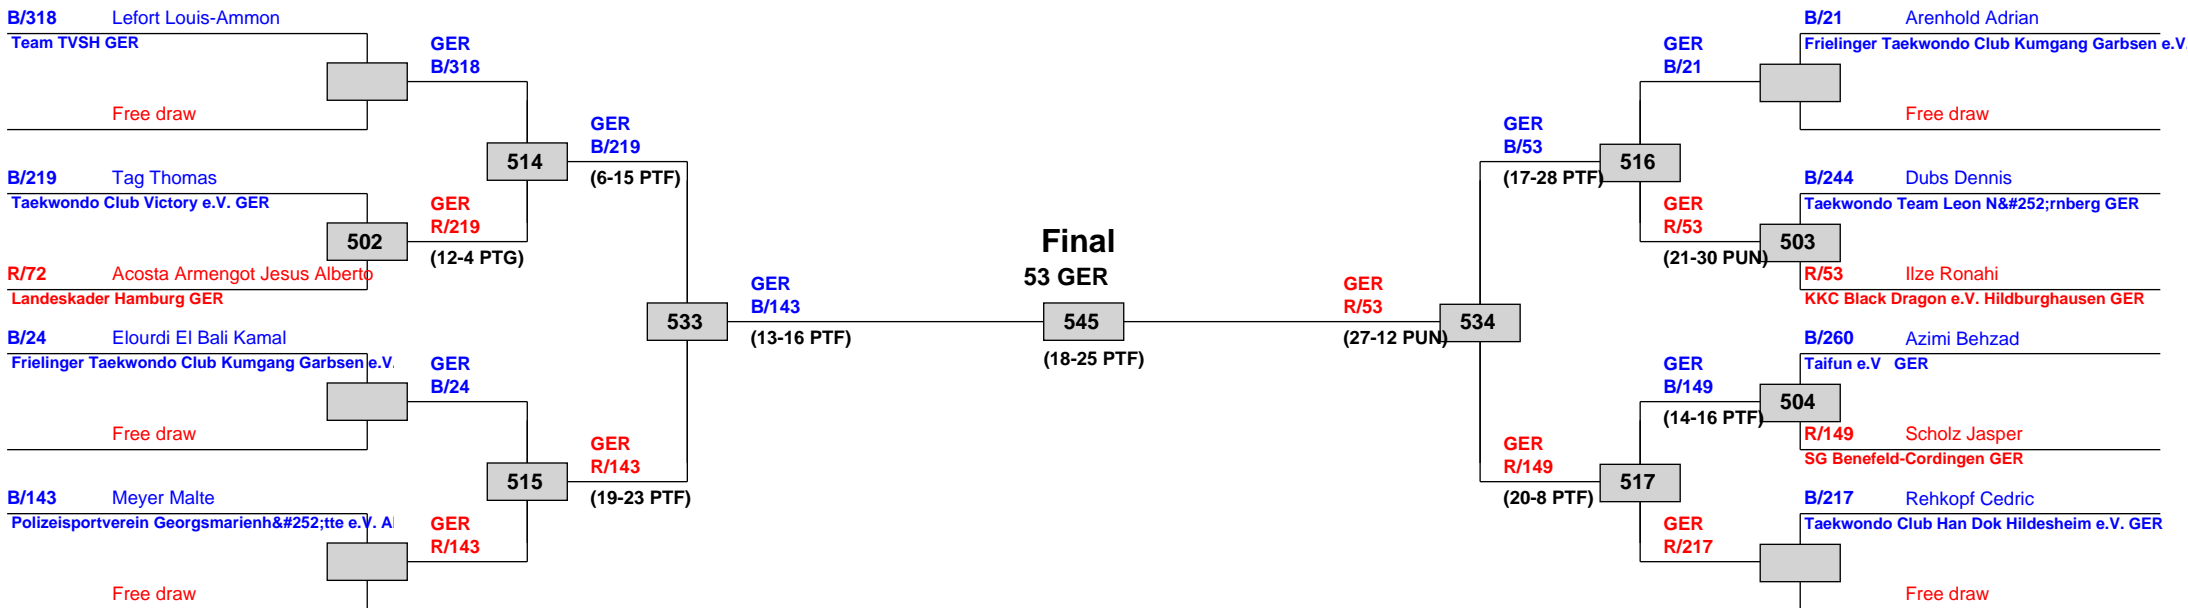 B/318 Lefort Louis-Ammon
Team TVSH GER
Free draw
GER
B/318
B/219 Tag Thomas
Taekwondo Club Victory e.V. GER
R/72 Acosta Armengot Jesus Alberto
Landeskader Hamburg GER
502
GER
R/219
(12-4 PTG)
514
GER
B/219
(6-15 PTF)
B/24 Elourdi El Bali Kamal
Frielinger Taekwondo Club Kumgang Garbsen e.V.
Free draw
GER
B/24
B/143 Meyer Malte
Polizeisportverein Georgsmarienh&#252;tte e.V. A
Free draw
GER
R/143
515
GER
R/143
(19-23 PTF)
533
GER
B/143
(13-16 PTF)
Final
53 GER
545
(18-25 PTF)
GER
R/53
(27-12 PUN)
534
GER
B/53
(17-28 PTF)
516
GER
B/21
B/21 Arenhold Adrian
Frielinger Taekwondo Club Kumgang Garbsen e.V.
Free draw
GER
R/53
(21-30 PUN)
503
B/244 Dubs Dennis
Taekwondo Team Leon N&#252;rnberg GER
R/53 Ilze Ronahi
KKC Black Dragon e.V. Hildburghausen GER
GER
R/149
(20-8 PTF)
517
GER
B/149
(14-16 PTF)
504
B/260 Azimi Behzad
Taifun e.V GER
R/149 Scholz Jasper
SG Benefeld-Cordingen GER
GER
R/217
B/217 Rehkopf Cedric
Taekwondo Club Han Dok Hildesheim e.V. GER
Free draw